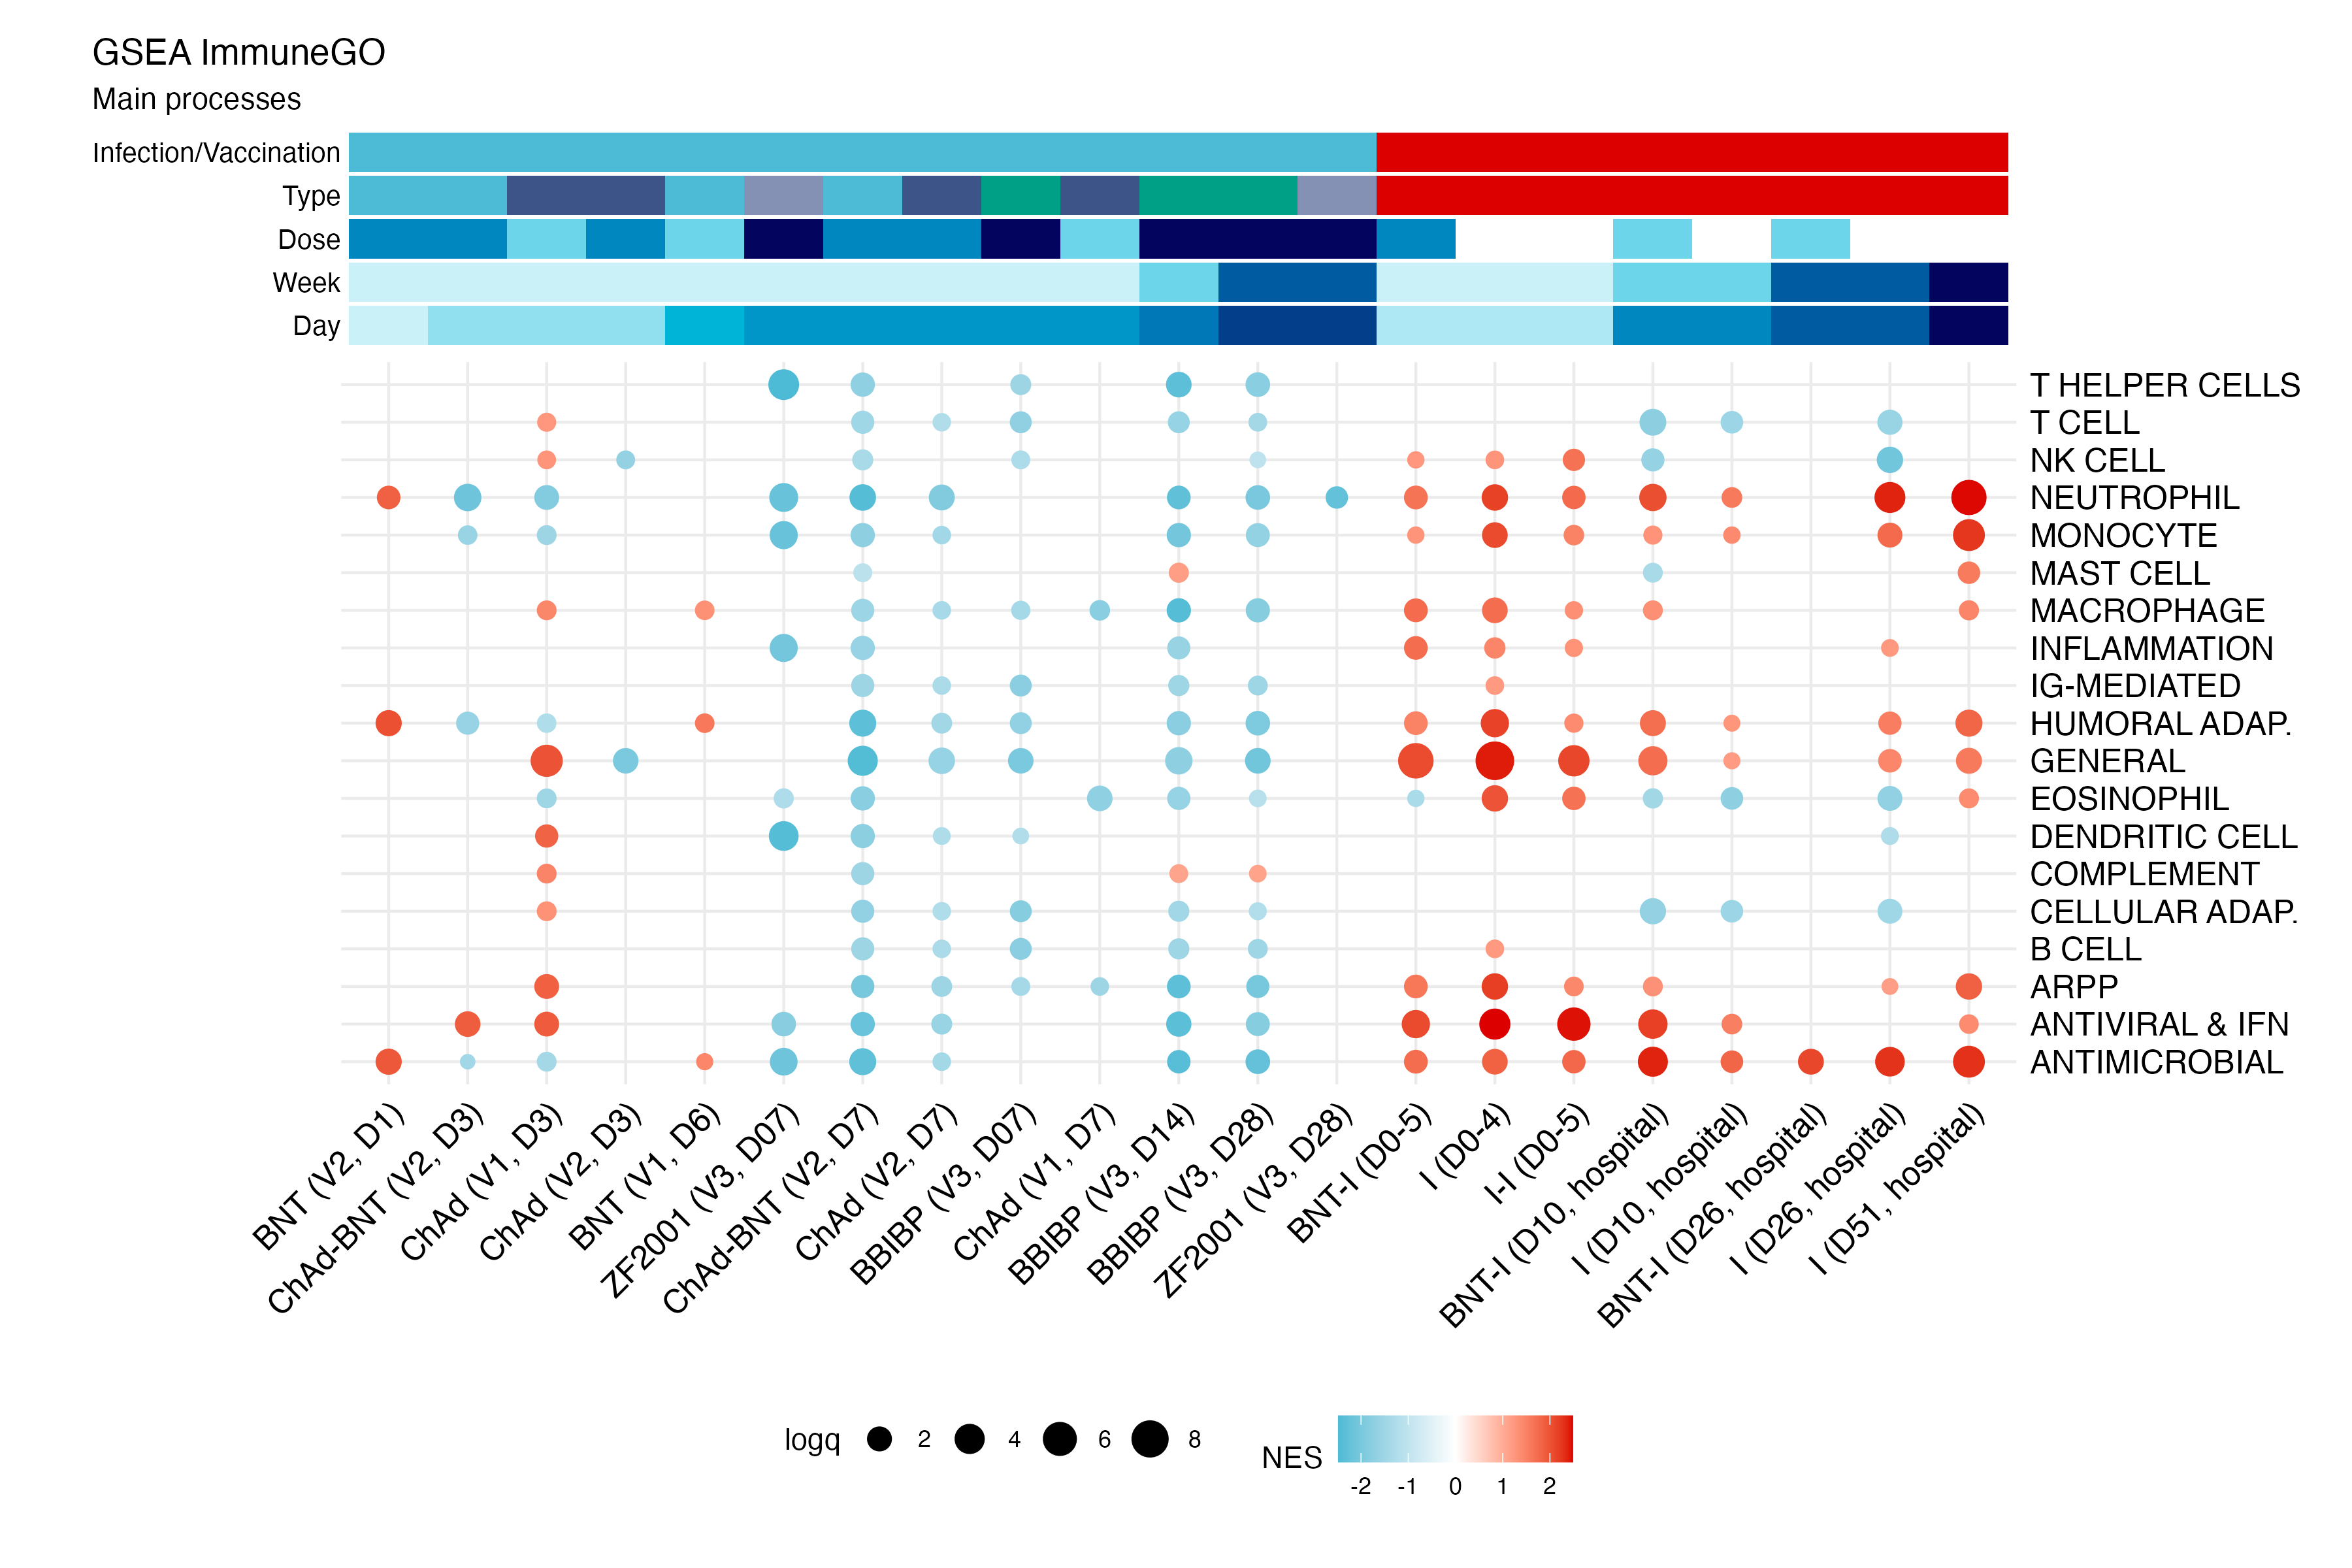 GSEA ImmuneGO
Main processes
Infection/Vaccination
Type
Dose
Week
Day
T HELPER CELLS
T CELL
NK CELL
NEUTROPHIL
MONOCYTE
MAST CELL
MACROPHAGE
INFLAMMATION
IG-MEDIATED
HUMORAL ADAP.
GENERAL
EOSINOPHIL
DENDRITIC CELL
COMPLEMENT
CELLULAR ADAP.
B CELL
ARPP
ANTIVIRAL & IFN
ANTIMICROBIAL
BNT (V2, D1)
ChAd-BNT (V2, D3)
ChAd (V1, D3)
ChAd (V2, D3)
BNT (V1, D6)
ZF2001 (V3, D07)
ChAd-BNT (V2, D7)
ChAd (V2, D7)
BBIBP (V3, D07)
ChAd (V1, D7)
BBIBP (V3, D14)
BBIBP (V3, D28)
ZF2001 (V3, D28)
BNT-I (D0-5)
I (D0-4)
I-I (D0-5)
BNT-I (D10, hospital)
I (D10, hospital)
BNT-I (D26, hospital)
I (D26, hospital)
I (D51, hospital)
logq 2 4 6 8
NES
-2 -1 0 1 2